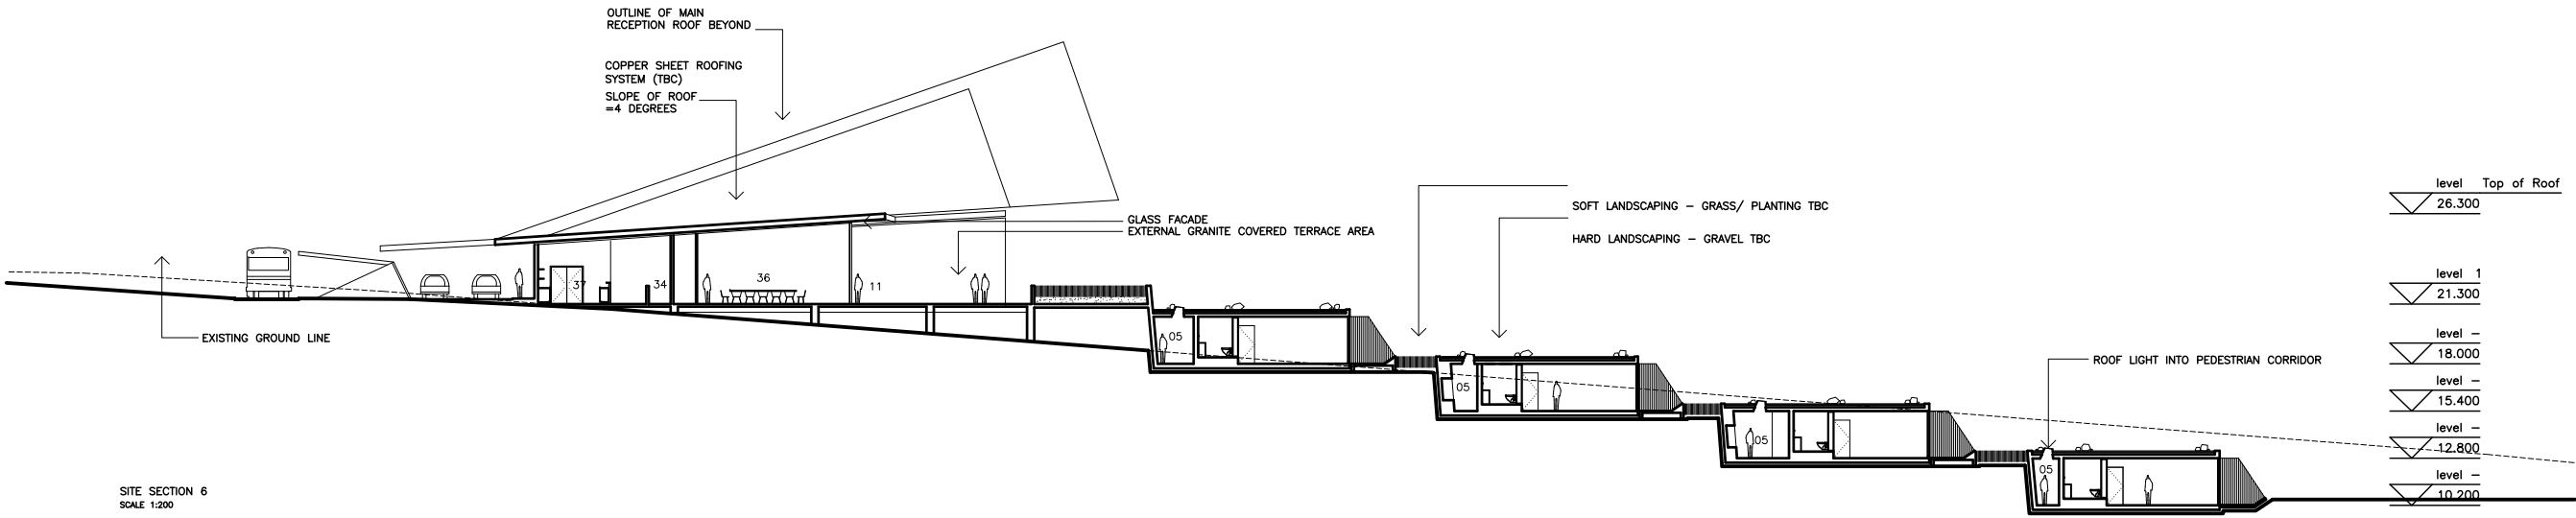 OUTLINE OF MAIN
RECEPTION ROOF BEYOND
COPPER SHEET ROOFING
SYSTEM (TBC)
SLOPE OF ROOF
=4 DEGREES
GLASS FACADE
EXTERNAL GRANITE COVERED TERRACE AREA
SOFT LANDSCAPING – GRASS/ PLANTING TBC
HARD LANDSCAPING – GRAVEL TBC
level Top of Roof
26.300
level 1
21.300
level –
18.000
level –
15.400
level –
12.800
level –
10.200
37
34
36
11
05
05
05
05
EXISTING GROUND LINE
ROOF LIGHT INTO PEDESTRIAN CORRIDOR
SITE SECTION 6
SCALE 1:200